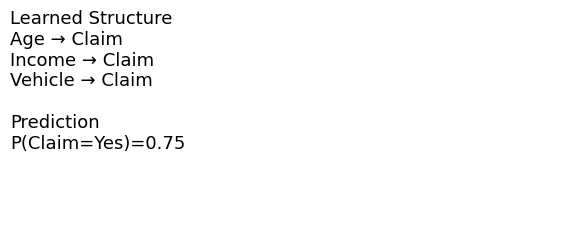 Learned Structure
Age → Claim
Income → Claim
Vehicle → Claim

Prediction
P(Claim=Yes)=0.75